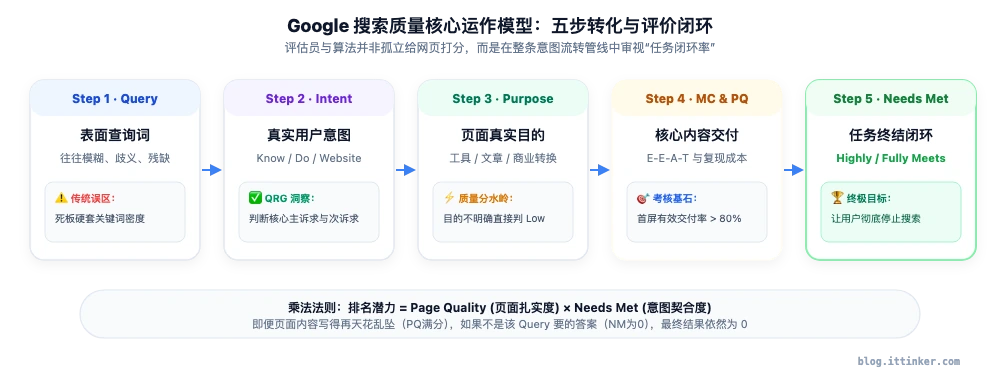 Google 搜索质量核心运作模型：五步转化与评价闭环
评估员与算法并非孤立给网页打分，而是在整条意图流转管线中审视“任务闭环率”
Step 1 · Query
表面查询词
往往模糊、歧义、残缺
⚠️ 传统误区：
死板硬套关键词密度
Step 2 · Intent
真实用户意图
Know / Do / Website
✅ QRG 洞察：
判断核心主诉求与次诉求
Step 3 · Purpose
页面真实目的
工具 / 文章 / 商业转换
⚡ 质量分水岭：
目的不明确直接判 Low
Step 4 · MC & PQ
核心内容交付
E-E-A-T 与复现成本
🎯 考核基石：
首屏有效交付率 > 80%
Step 5 · Needs Met
任务终结闭环
Highly / Fully Meets
🏆 终极目标：
让用户彻底停止搜索
乘法法则：排名潜力 = Page Quality (页面扎实度) × Needs Met (意图契合度)
即便页面内容写得再天花乱坠（PQ满分），如果不是该 Query 要的答案（NM为0），最终结果依然为 0
blog.ittinker.com